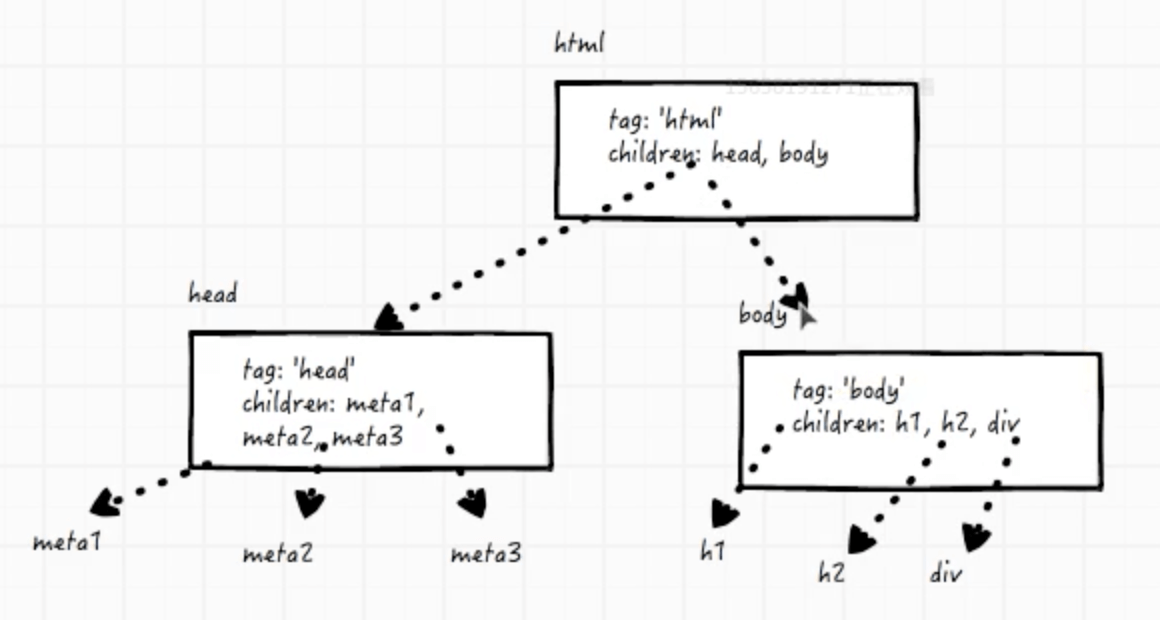 html
tag: 'html'
children: head, body
head
body
tag: 'head'
children: meta1,
meta2, meta3
tag: 'body'
children: h1, h2, div
meta1
meta2
meta3
h1
h2
div